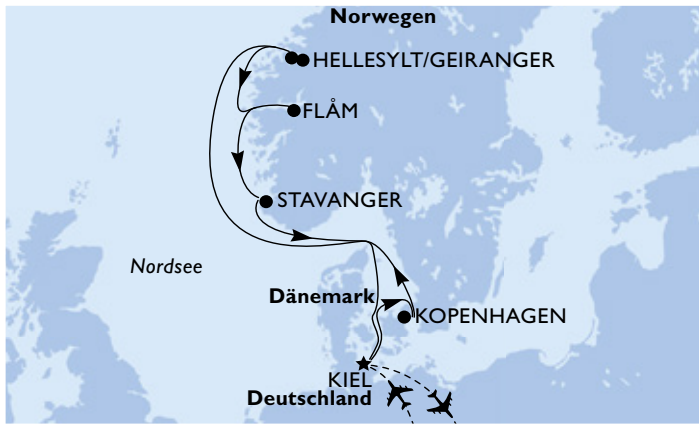 Norwegen
HELLESYLT/GEIRANGER
FLÅM
STAVANGER
Nordsee
Dänemark
KOPENHAGEN
KIEL
Deutschland